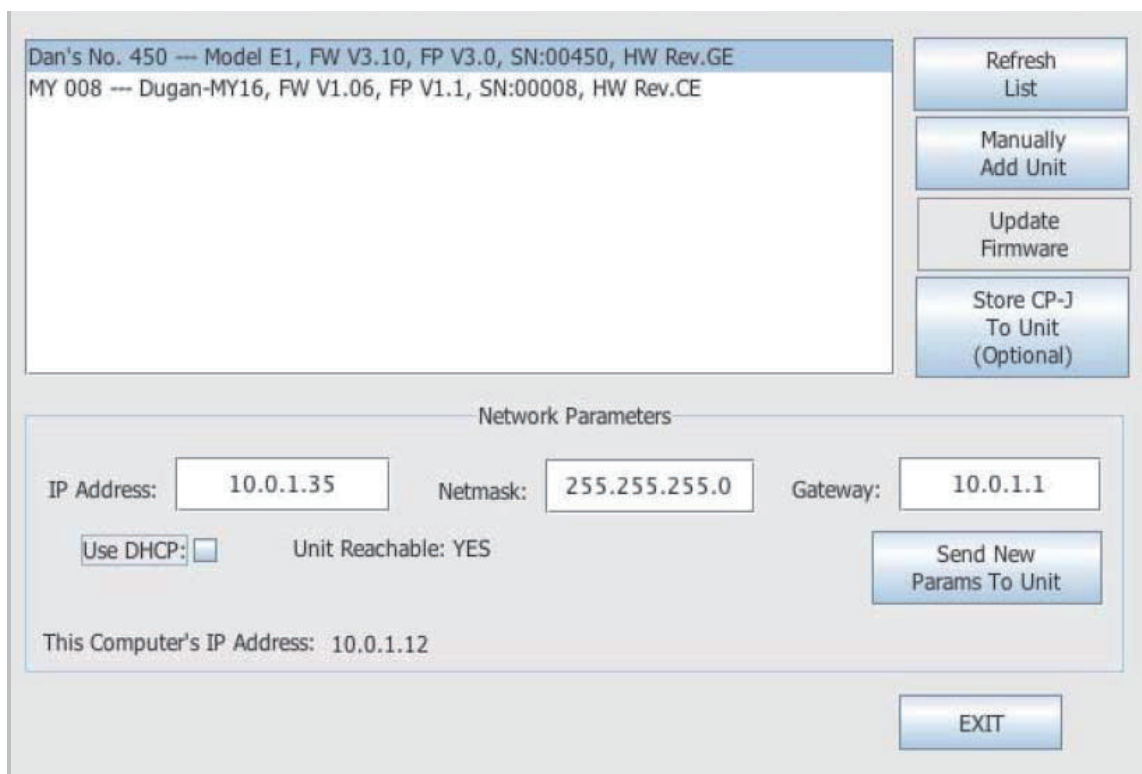 Dan's No. 450 --- Model E1, FW V3.10, FP V3.0, SN:00450, HW Rev.GE
MY 008 --- Dugan-MY16, FW V1.06, FP V1.1, SN:00008, HW Rev.CE
Refresh
List
Manually
Add Unit
Update
Firmware
Store CP-J
To Unit
(Optional)
Network Parameters
IP Address: 10.0.1.35 Netmask: 255.255.255.0 Gateway: 10.0.1.1
Use DHCP: Unit Reachable: YES
Send New
Params To Unit
This Computer's IP Address: 10.0.1.12
EXIT